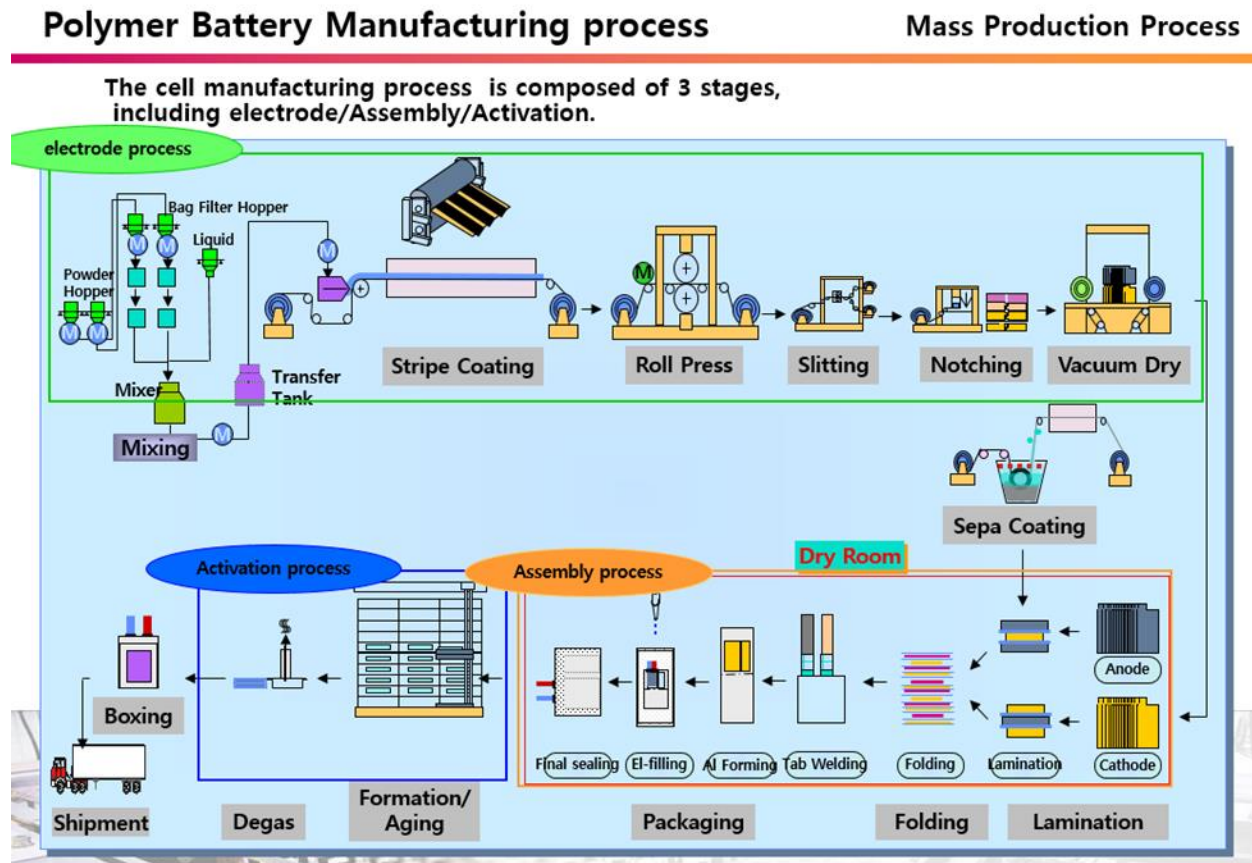 Polymer Battery Manufacturing process
Mass Production Process
The cell manufacturing process is composed of 3 stages,
including electrode/Assembly/Activation.
electrode process
Bag Filter Hopper
Liquid
Powder
Hopper
M
M
M
M
M
M
Mixer
Transfer
Tank
M
Mixing
Stripe Coating
Roll Press
Slitting
Notching
Vacuum Dry
Sepa Coating
Dry Room
Activation process
Assembly process
Anode
Cathode
Boxing
Final sealing
El-filling
Al Forming
Tab Welding
Folding
Lamination
Shipment
Degas
Formation/
Aging
Packaging
Folding
Lamination